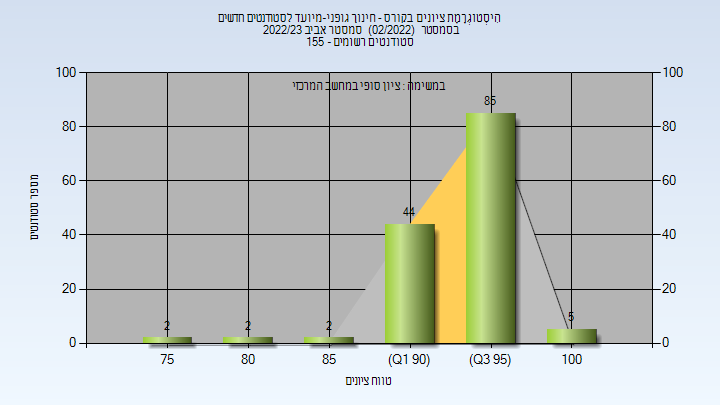 היסטוגרמת ציונים בקורס - חינוך גופני-מיועד לסטודנטים חדשים
בסמסטר (02/2022) סמסטר אביב 2022/23
סטודנטים רשומים - 155
במשימה : ציון סופי במחשב המרכזי
100 100
80 80
60 60
40 40
20 20
0 0
מספר סטודנטים
2 2 2 44 85 5
75 80 85 (Q1 90) (Q3 95) 100
טווח ציונים